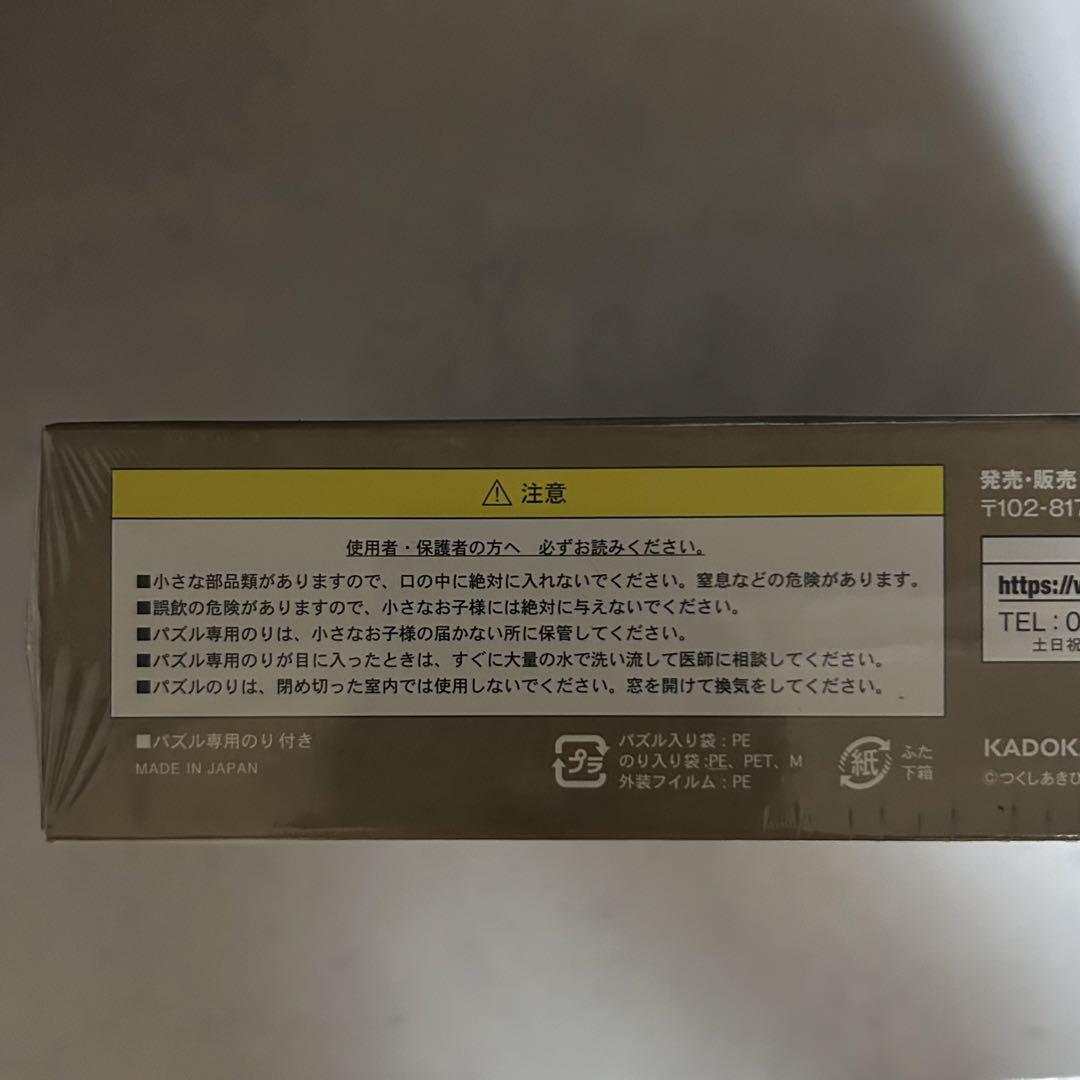 ⚠ 注意
使用者・保護者の方へ 必ずお読みください。
■小さな部品類がありますので、口の中に絶対に入れないでください。窒息などの危険があります。
■誤飲の危険がありますので、小さなお子様には絶対に与えないでください。
■パズル専用のりは、小さなお子様の届かない所に保管してください。
■パズル専用のりが目に入ったときは、すぐに大量の水で洗い流して医師に相談してください。
■パズルのりは、閉め切った室内では使用しないでください。窓を開けて換気をしてください。
■パズル専用のり付き
MADE IN JAPAN
プラ
パズル入り袋：PE
のり入り袋：PE、PET、M
外装フイルム：PE
紙
ふた
下箱
発売・販売
〒102-817
https://
TEL：0
土日祝
KADOK
©つくしあきひ